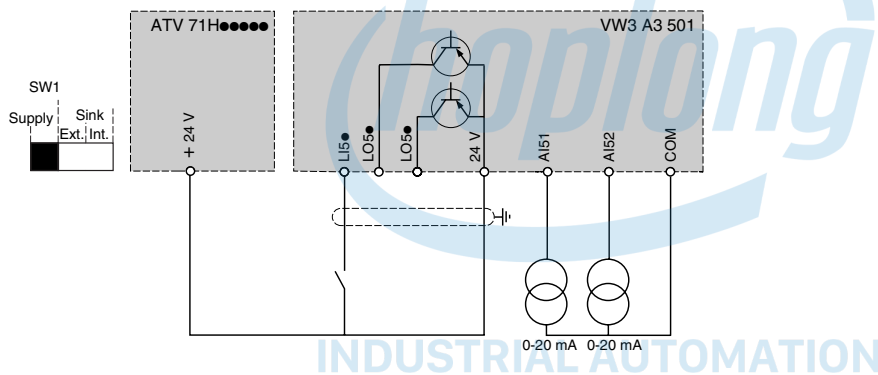 ATV 71H●●●●●
VW3 A3 501
hoplong
SW1
Supply
Sink
Ext. Int.
+ 24 V
LI5●
LO5●
LO5●
24 V
AI51
AI52
COM
0-20 mA
0-20 mA
INDUSTRIAL AUTOMATION